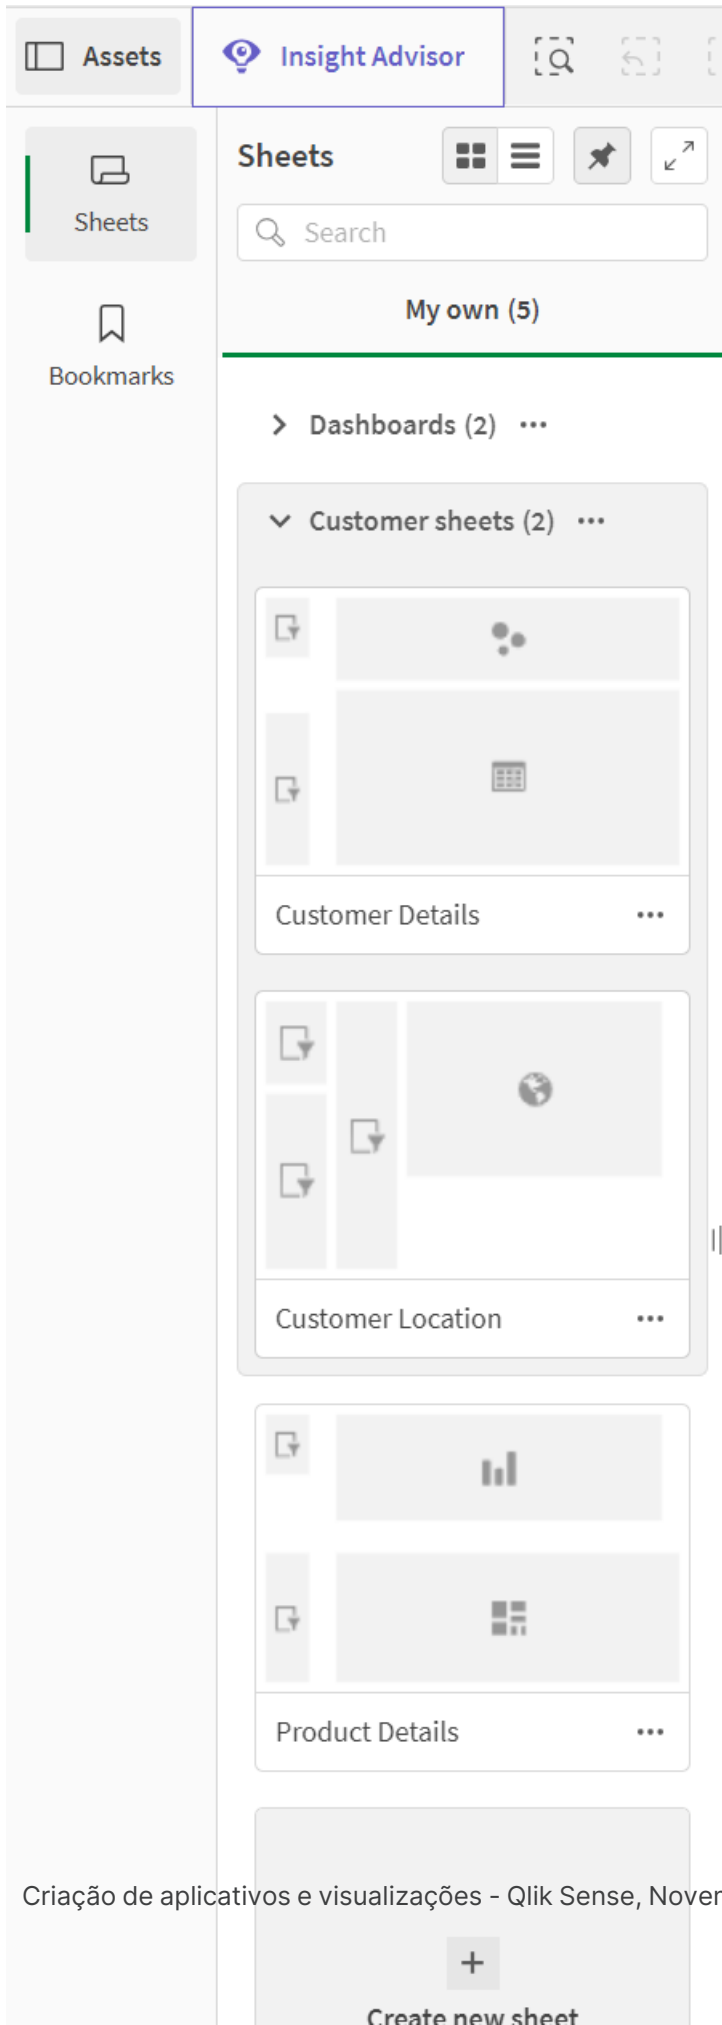 Assets
Insight Advisor
Sheets
Sheets
Search
Bookmarks
My own (5)
Dashboards (2) •••
Customer sheets (2) •••
Customer Details •••
Customer Location •••
Product Details •••
Criação de aplicativos e visualizações - Qlik Sense,
Create new sheet